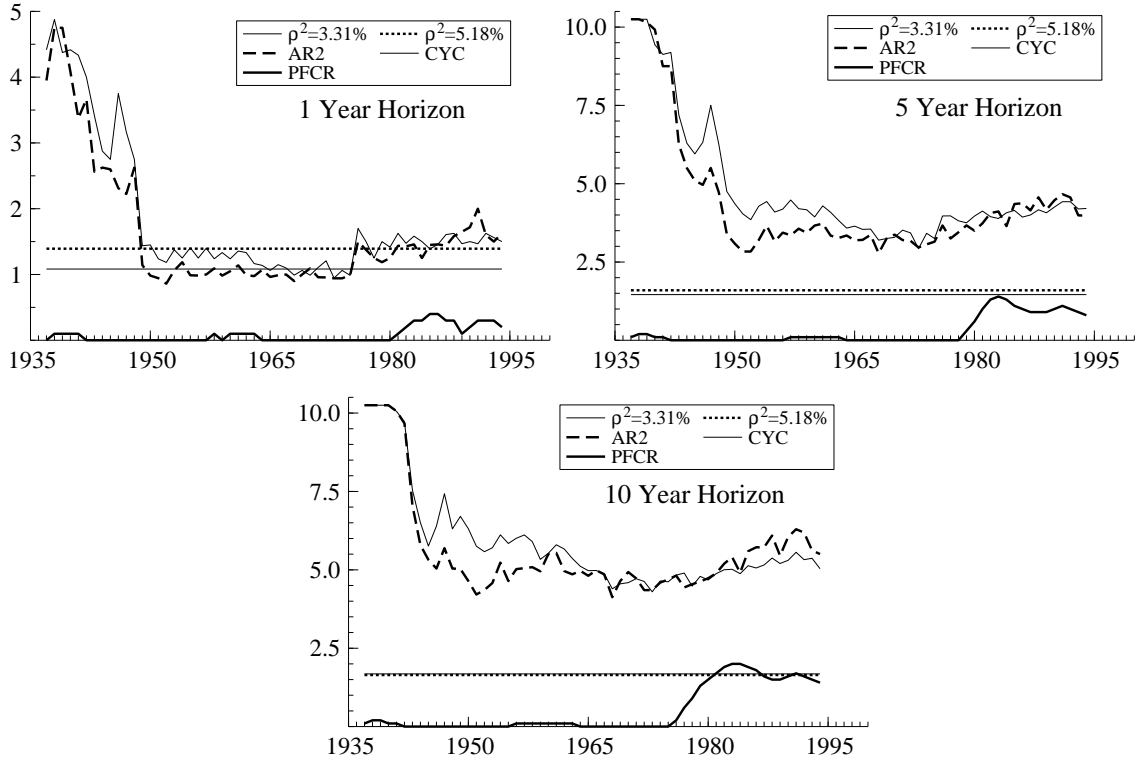 5
4
3
2
1
1935 1950 1965 1980 1995
ρ²=3.31% ρ²=5.18%
AR2 CYC
PFCR
1 Year Horizon
10.0
7.5
5.0
2.5
1935 1950 1965 1980 1995
ρ²=3.31% ρ²=5.18%
AR2 CYC
PFCR
5 Year Horizon
10.0
7.5
5.0
2.5
1935 1950 1965 1980 1995
ρ²=3.31% ρ²=5.18%
AR2 CYC
PFCR
10 Year Horizon